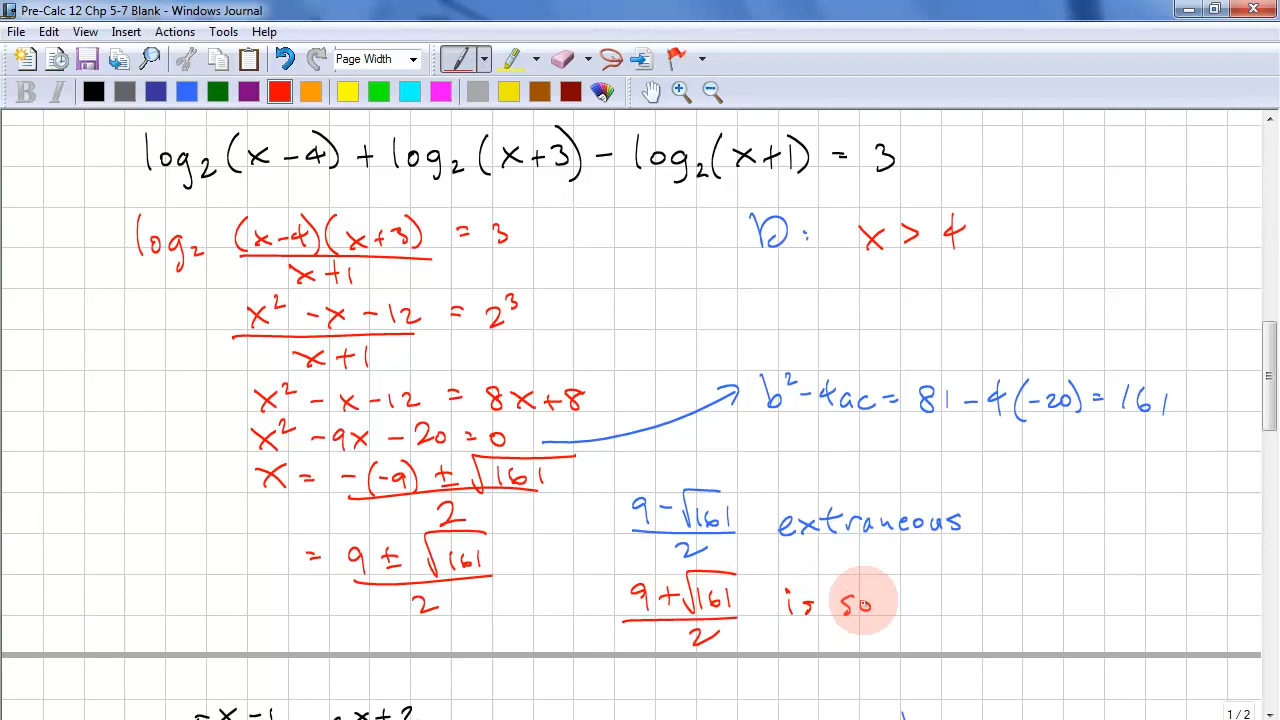 Pre-Calc 12 Chp 5-7 Blank - Windows Journal
File Edit View Insert Actions Tools Help
Page Width
B I
log₂(x-4) + log₂(x+3) - log₂(x+1) = 3
log₂ (x-4)(x+3)/(x+1) = 3
D: x > 4
(x² - x - 12)/(x+1) = 2³
x² - x - 12 = 8x+8
b² - 4ac = 81 - 4(-20) = 161
x² - 9x - 20 = 0
x = (-(-9) ± √161)/2
(9 - √161)/2 extraneous
= (9 ± √161)/2
(9 + √161)/2 is so
1/2